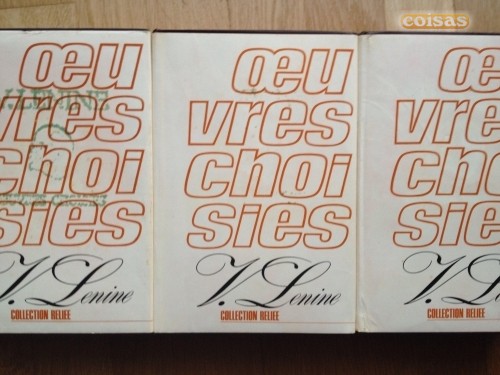 coisas
œu
vres
choi
sies
V. Lenine
COLLECTION RELIEE
V. LENINE
œu
vres
choi
sies
V. Lenine
COLLECTION RELIEE
œ
vre
cho
sie
V. L
COLLECTION RELIEE